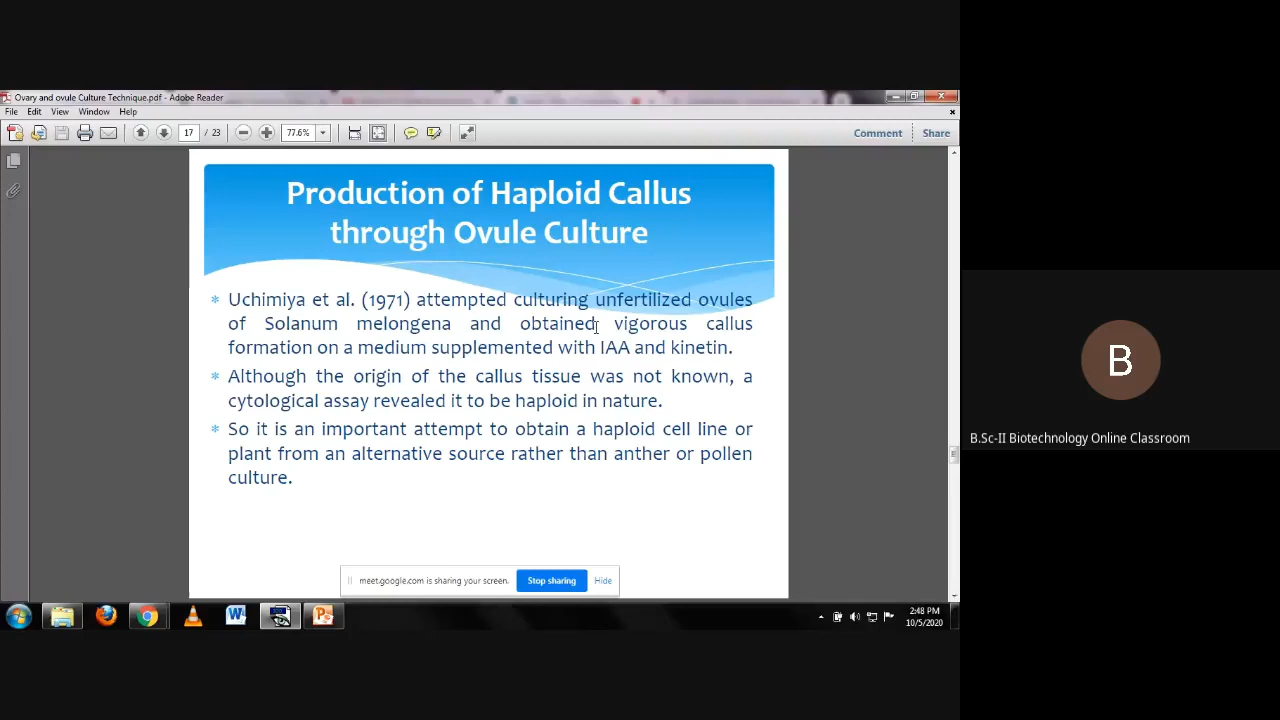 Ovary and ovule Culture Technique.pdf - Adobe Reader
File Edit View Window Help
17 / 23 77.6% Comment Share
Production of Haploid Callus
through Ovule Culture
Uchimiya et al. (1971) attempted culturing unfertilized ovules
of Solanum melongena and obtained vigorous callus
formation on a medium supplemented with IAA and kinetin.
Although the origin of the callus tissue was not known, a
cytological assay revealed it to be haploid in nature.
So it is an important attempt to obtain a haploid cell line or
plant from an alternative source rather than anther or pollen
culture.
meet.google.com is sharing your screen. Stop sharing Hide
2:48 PM
10/5/2020
B
B.Sc-II Biotechnology Online Classroom